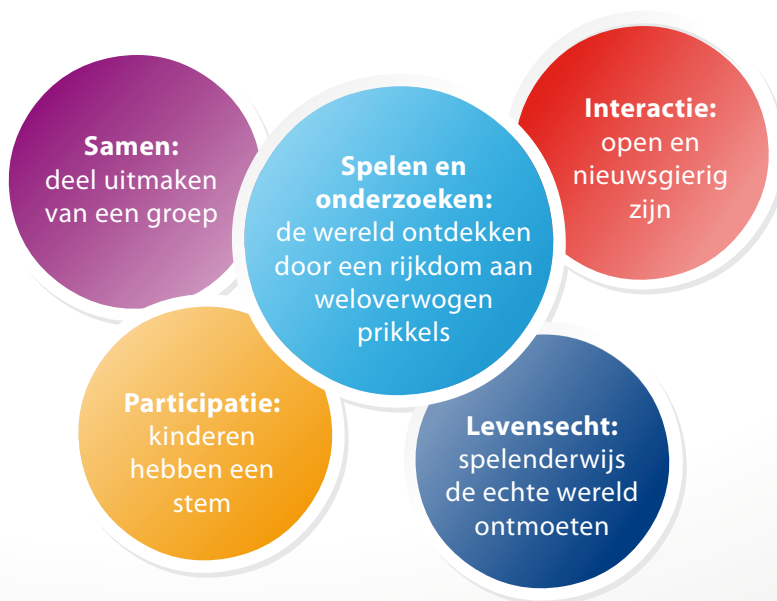 Samen:
deel uitmaken
van een groep
Spelen en
onderzoeken:
de wereld ontdekken
door een rijkdom aan
weloverwogen
prikkels
Interactie:
open en
nieuwsgierig
zijn
Participatie:
kinderen
hebben een
stem
Levensecht:
spelenderwijs
de echte wereld
ontmoeten